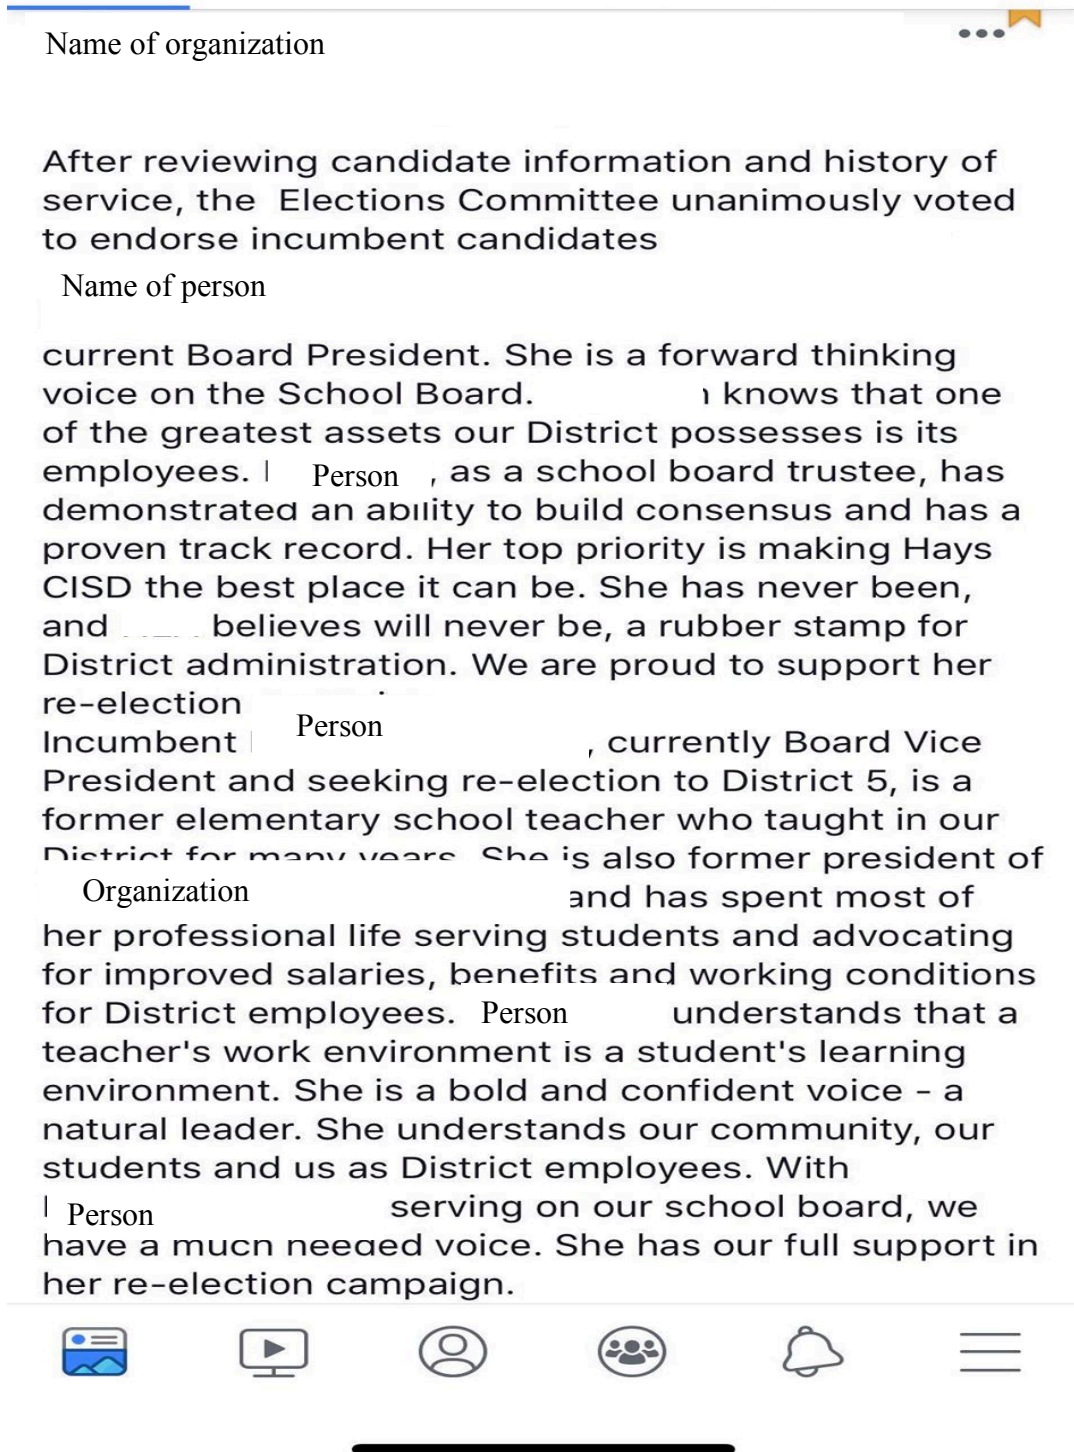 Name of organization
After reviewing candidate information and history of
service, the Elections Committee unanimously voted
to endorse incumbent candidates
Name of person
current Board President. She is a forward thinking
voice on the School Board. knows that one
of the greatest assets our District possesses is its
employees. Person , as a school board trustee, has
demonstrated an ability to build consensus and has a
proven track record. Her top priority is making Hays
CISD the best place it can be. She has never been,
and believes will never be, a rubber stamp for
District administration. We are proud to support her
re-election
Person
Incumbent , currently Board Vice
President and seeking re-election to District 5, is a
former elementary school teacher who taught in our
District for many years. She is also former president of
Organization and has spent most of
her professional life serving students and advocating
for improved salaries, benefits and working conditions
for District employees. Person understands that a
teacher's work environment is a student's learning
environment. She is a bold and confident voice - a
natural leader. She understands our community, our
students and us as District employees. With
Person serving on our school board, we
have a much needed voice. She has our full support in
her re-election campaign.